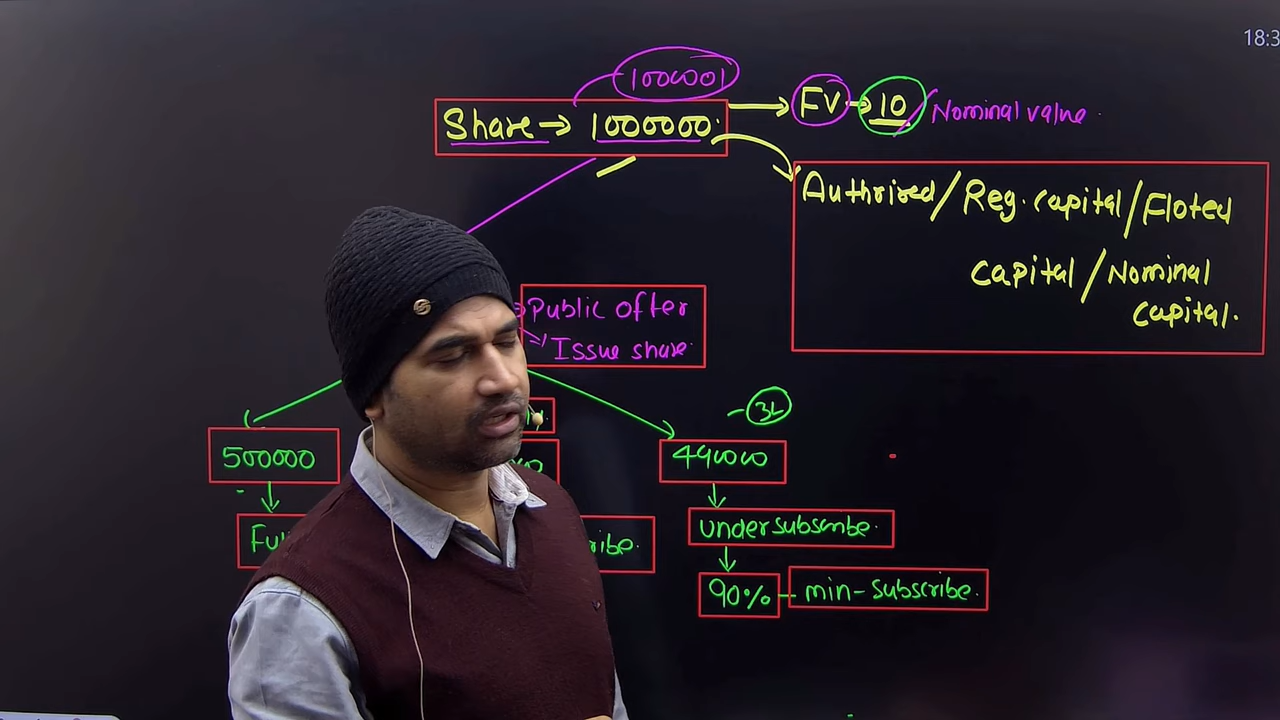 18:3
1000001
Share → 1000000.
FV → 10 / Nominal value.
Authrized/Reg. capital/Floted
capital/Nominal
capital.
Public offer
Issue share.
3L
500000
490000
undersubscribe.
90% - min-subscribe.